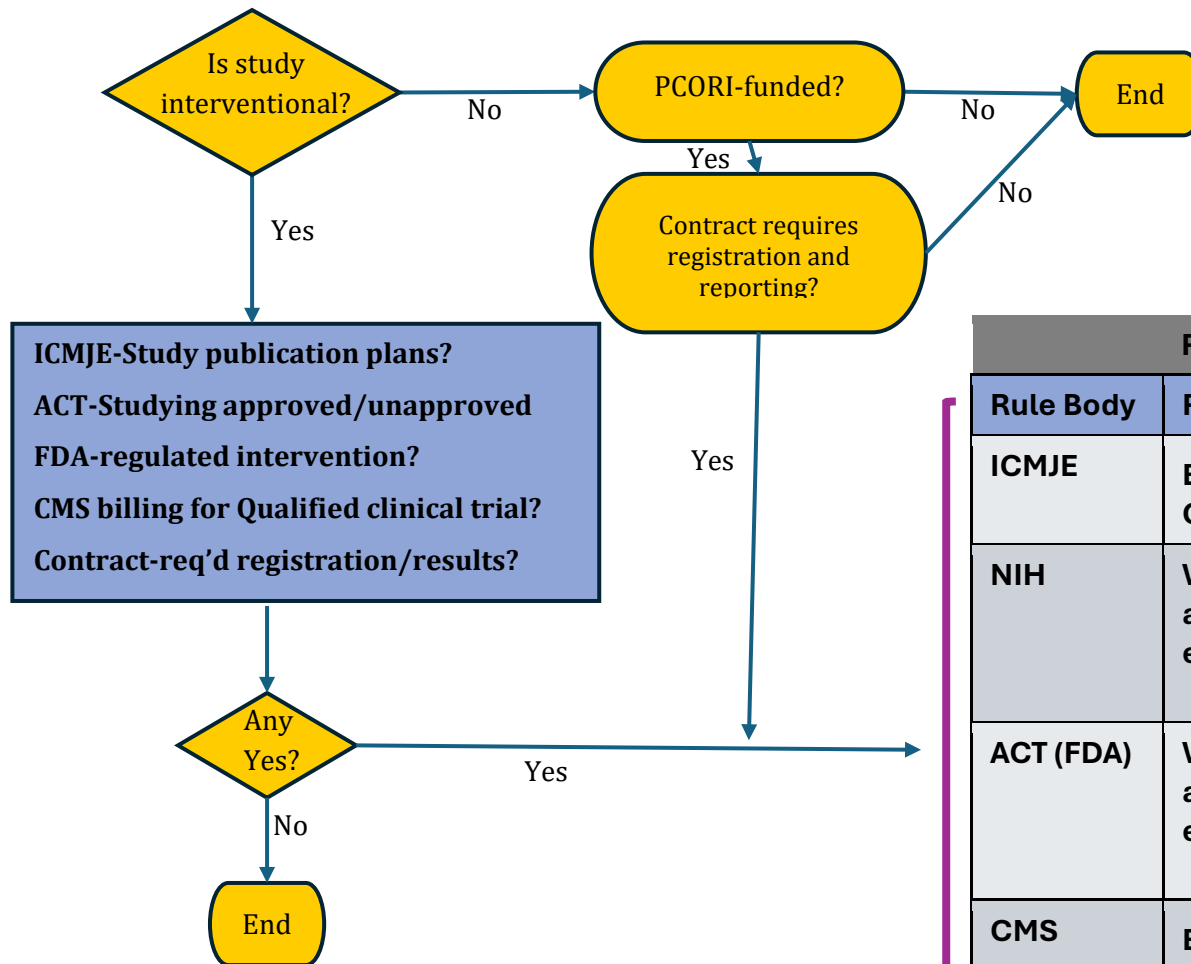 Is study
interventional?
No
PCORI-funded?
No
End
Yes
Yes
Contract requires
registration and
reporting?
No
ICMJE-Study publication plans?
ACT-Studying approved/unapproved
FDA-regulated intervention?
CMS billing for Qualified clinical trial?
Contract-req'd registration/results?
Yes
Any
Yes?
Yes
No
End
Rule Body
ICMJE
NIH
ACT (FDA)
CMS